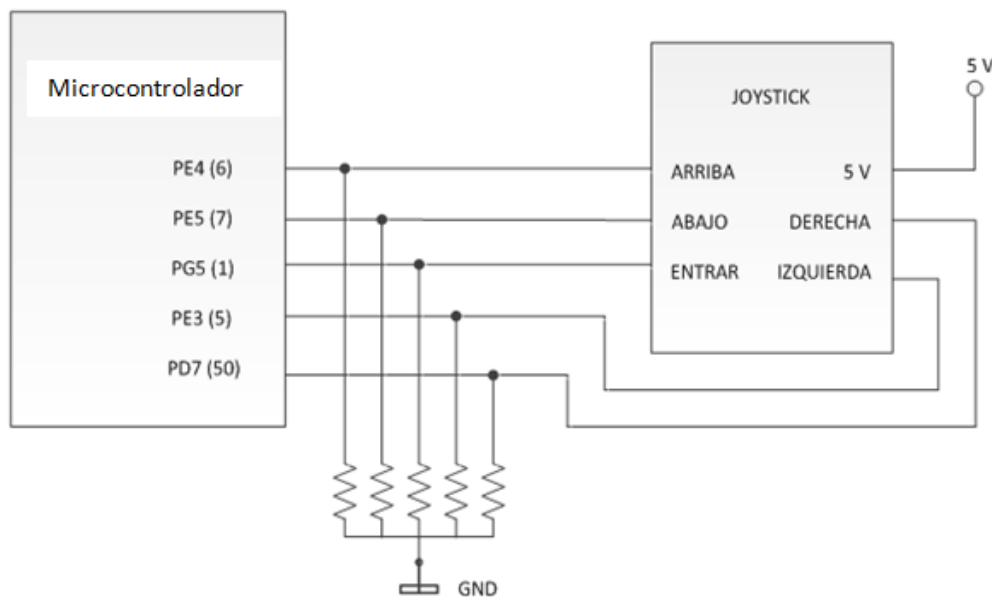 Microcontrolador
PE4 (6)
PE5 (7)
PG5 (1)
PE3 (5)
PD7 (50)
JOYSTICK
ARRIBA
5 V
ABAJO
DERECHA
ENTRAR
IZQUIERDA
5 V
GND